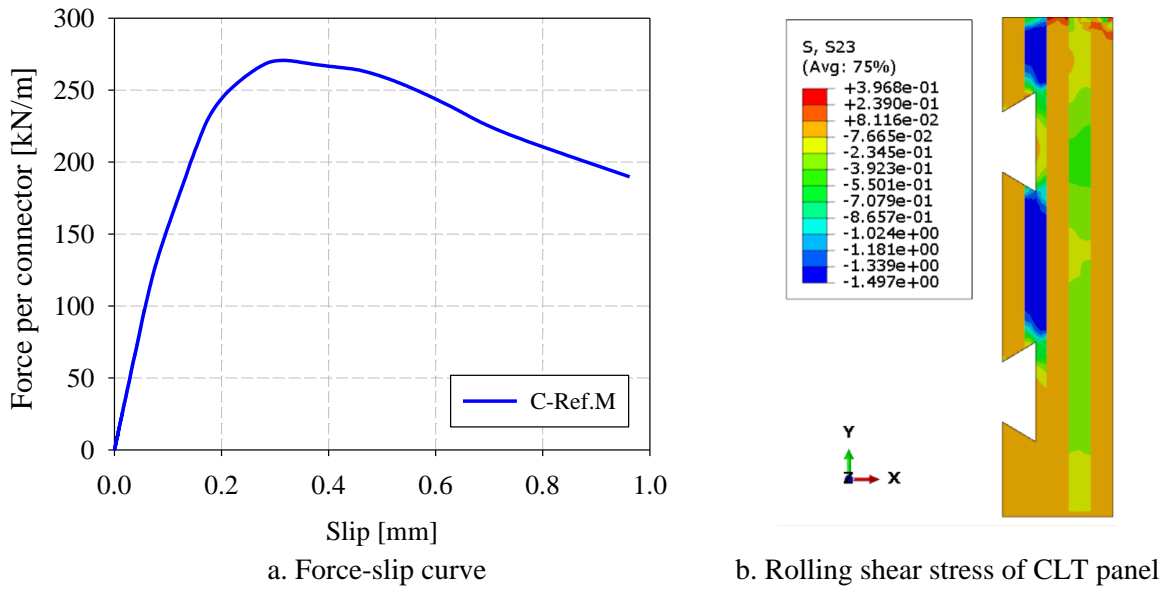 300
250
200
150
100
50
0
Force per connector [kN/m]
C-Ref.M
0.0 0.2 0.4 0.6 0.8 1.0
Slip [mm]
a. Force-slip curve
S, S23
(Avg: 75%)
+3.968e-01
+2.390e-01
+8.116e-02
-7.665e-02
-2.345e-01
-3.923e-01
-5.501e-01
-7.079e-01
-8.657e-01
-1.024e+00
-1.181e+00
-1.339e+00
-1.497e+00
Y
Z X
b. Rolling shear stress of CLT panel